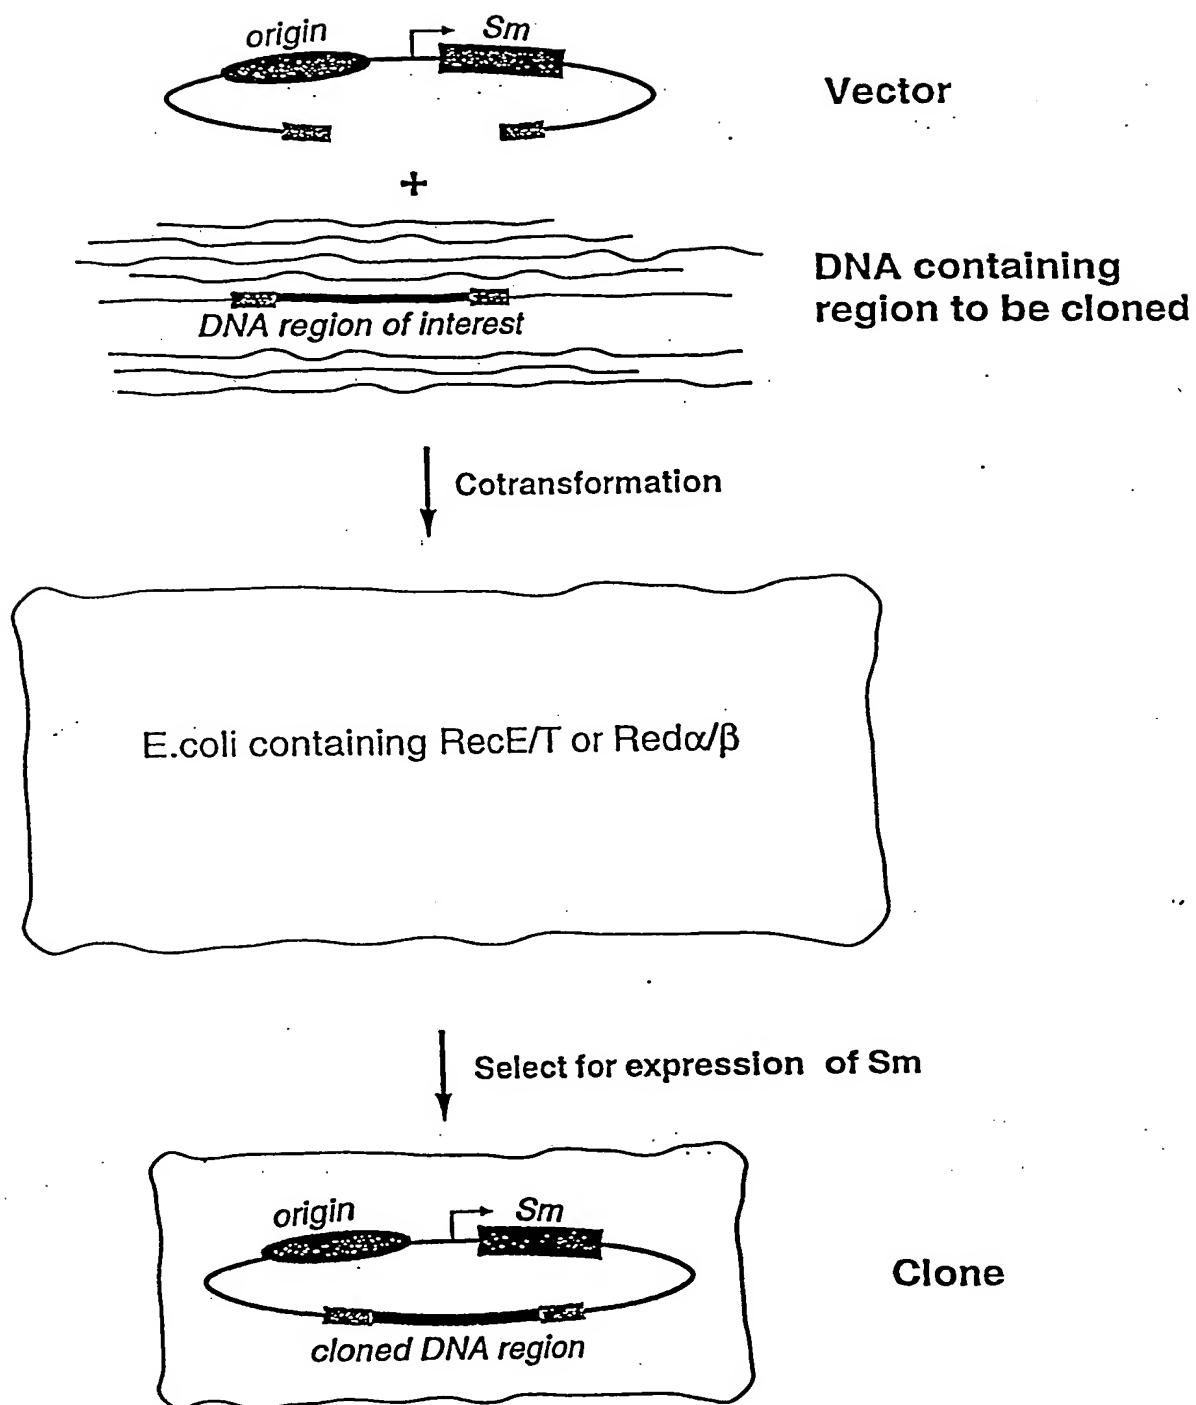 origin
Sm
Vector
+
DNA containing
region to be cloned
DNA region of interest
Cotransformation
E.coli containing RecE/T or Redα/β
Select for expression of Sm
origin
Sm
Clone
cloned DNA region